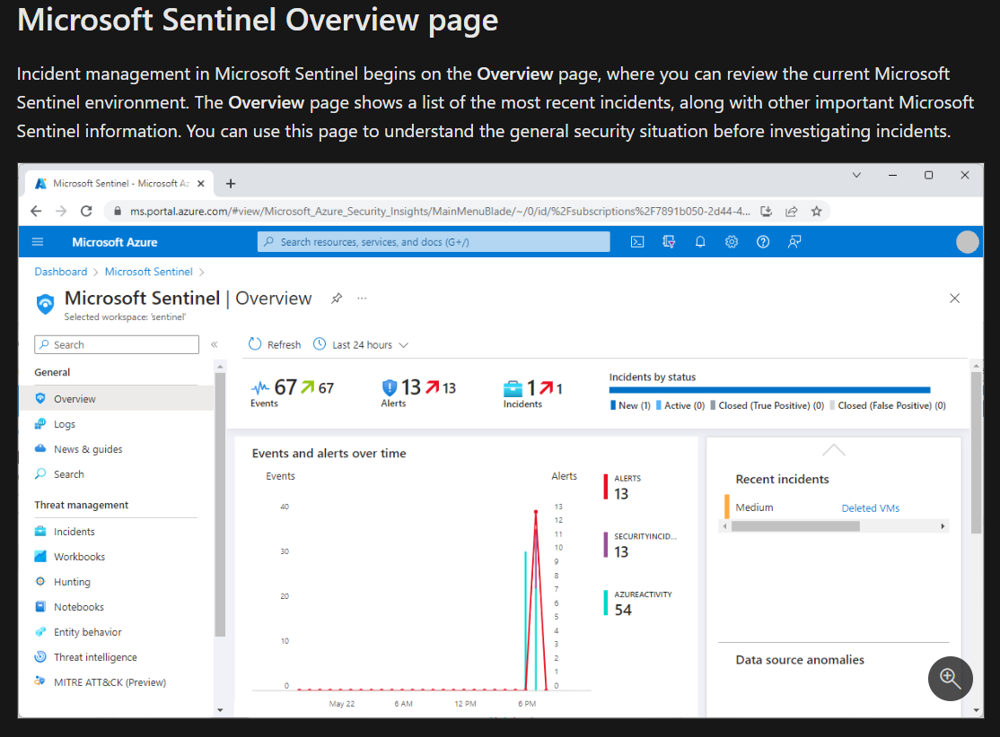 Microsoft Sentinel Overview page
Incident management in Microsoft Sentinel begins on the Overview page, where you can review the current Microsoft
Sentinel environment. The Overview page shows a list of the most recent incidents, along with other important Microsoft
Sentinel information. You can use this page to understand the general security situation before investigating incidents.
Microsoft Sentinel - Microsoft Az
ms.portal.azure.com/#view/Microsoft_Azure_Security_Insights/MainMenuBlade/~/0/id/%2Fsubscriptions%2F7891b050-2d44-4...
Microsoft Azure
Search resources, services, and docs (G+/)
Dashboard > Microsoft Sentinel >
Microsoft Sentinel | Overview
Selected workspace: 'sentinel'
Search
«
General
Overview
Logs
News & guides
Search
Threat management
Incidents
Workbooks
Hunting
Notebooks
Entity behavior
Threat intelligence
MITRE ATT&CK (Preview)
Refresh
Last 24 hours
67 67
Events
13 13
Alerts
1 1
Incidents
Incidents by status
New (1) Active (0) Closed (True Positive) (0) Closed (False Positive) (0)
Events and alerts over time
Events
Alerts
40
30
20
10
0
13
12
11
10
9
8
7
6
5
4
3
2
1
0
May 22
6 AM
12 PM
6 PM
ALERTS
13
SECURITYINCID...
13
AZUREACTIVITY
54
Recent incidents
Medium Deleted VMs
Data source anomalies